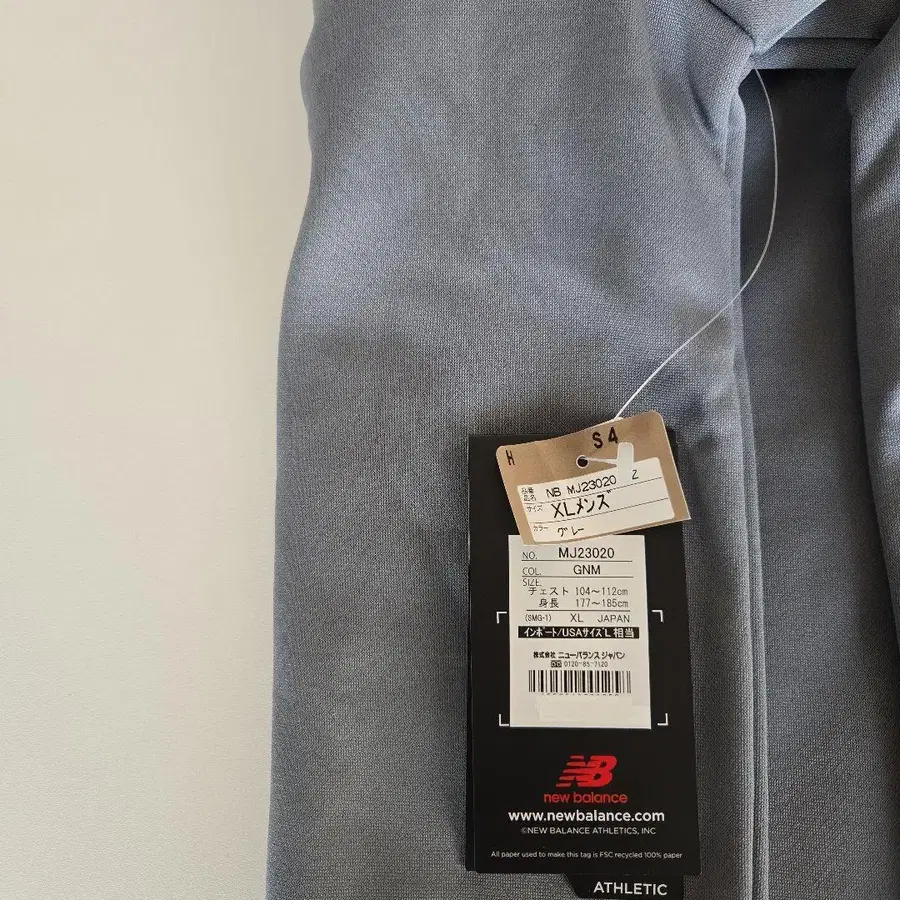 H S4
品番 NB MJ23020 Z
品名
サイズ XLメンズ
カラー グレー
NO. MJ23020
COL. GNM
SIZE.
チェスト 104～112cm
身長 177～185cm
(SMG-1) XL JAPAN
インポート/USAサイズL 相当
株式会社 ニューバランス ジャパン
0120-85-7120
NB
new balance
www.newbalance.com
©NEW BALANCE ATHLETICS, INC
All paper used to make this tag is FSC recycled 100% paper
ATHLETIC